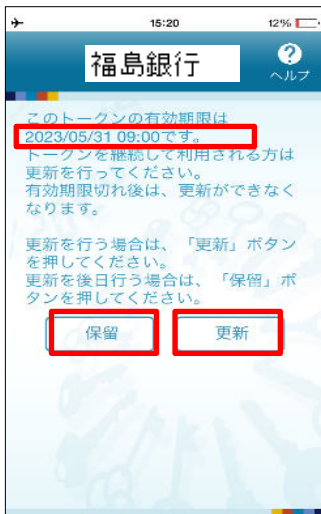 15:20 12%
福島銀行
?
ヘルプ
このトークンの有効期限は
2023/05/31 09:00です。
トークンを継続して利用される方は
更新を行ってください。
有効期限切れ後は、更新ができなく
なります。
更新を行う場合は、「更新」ボタン
を押してください。
更新を後日行う場合は、「保留」ボ
タンを押してください。
保留 更新